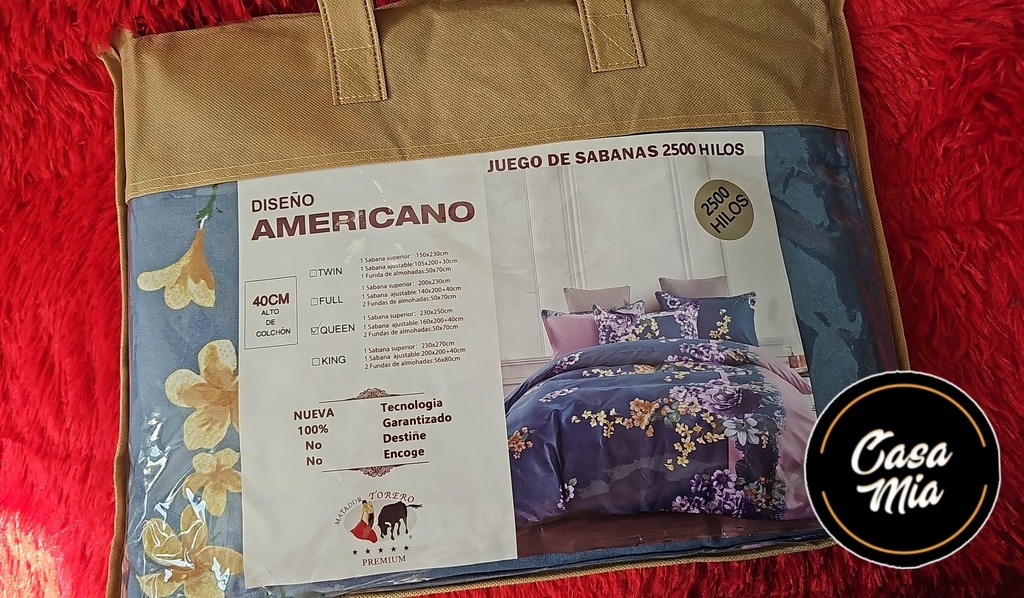 JUEGO DE SABANAS 2500 HILOS
2500
HILOS
DISEÑO
AMERICANO
40CM
ALTO
DE
COLCHÓN
TWIN
1 Sabana superior: 150x230cm
1 Sabana ajustable:105x200+30cm
1 Funda de almohadas:50x70cm
FULL
1 Sabana superior: 200x230cm
1 Sabana ajustable:140x200+40cm
2 Fundas de almohadas:50x70cm
QUEEN
1 Sabana superior: 230x250cm
1 Sabana ajustable:160x200+40cm
2 Fundas de almohadas:50x70cm
KING
1 Sabana superior: 230x270cm
1 Sabana ajustable:200x200+40cm
2 Fundas de almohadas:56x80cm
NUEVA Tecnologia
100% Garantizado
No Destiñe
No Encoge
MATADOR TORERO
PREMIUM
Casa
Mia